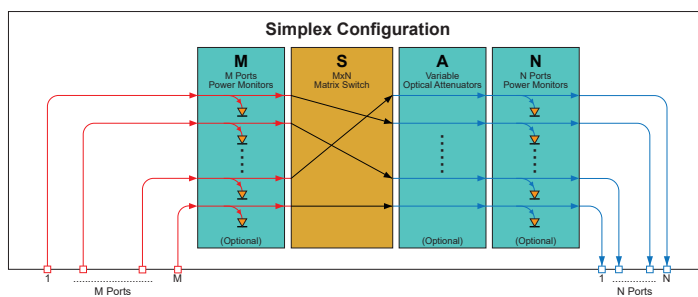 Simplex Configuration
M
M Ports
Power Monitors
(Optional)
S
MxN
Matrix Switch
A
Variable
Optical Attenuators
(Optional)
N
N Ports
Power Monitors
(Optional)
1
M
M Ports
1
N
N Ports